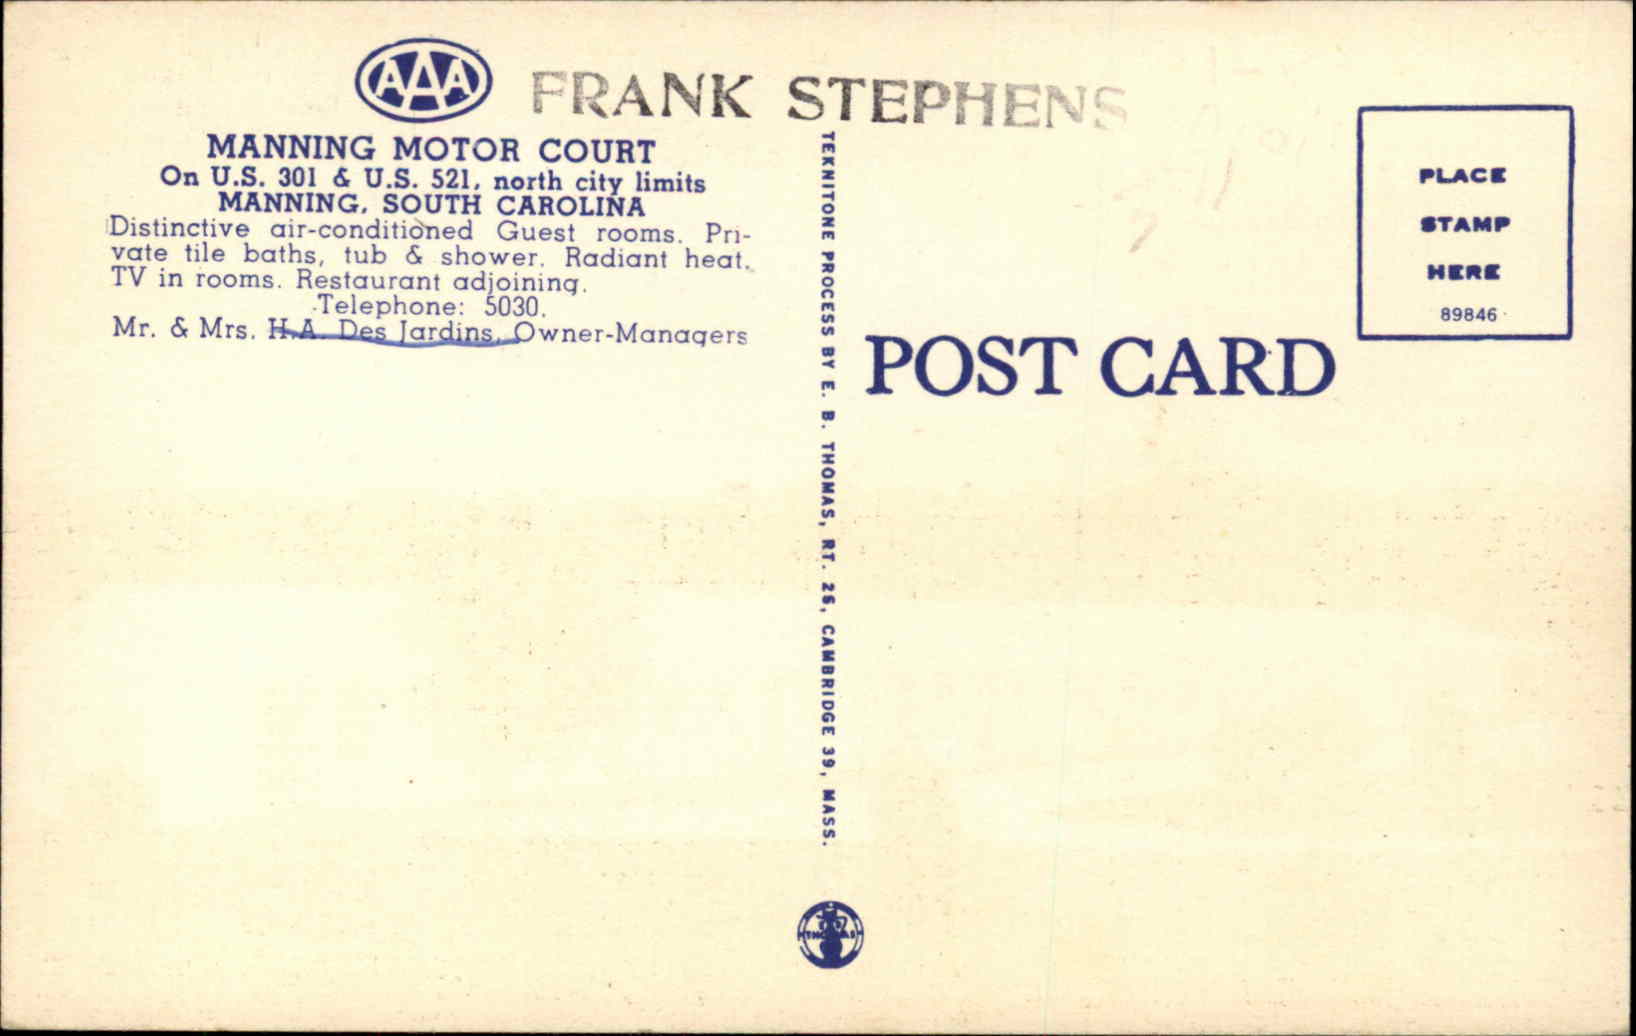 AAA
FRANK STEPHENS
MANNING MOTOR COURT
On U.S. 301 & U.S. 521, north city limits
MANNING, SOUTH CAROLINA
Distinctive air-conditioned Guest rooms. Pri-
vate tile baths, tub & shower. Radiant heat.
TV in rooms. Restaurant adjoining.
Telephone: 5030.
Mr. & Mrs. H.A. Des Jardins, Owner-Managers
TEKNITONE PROCESS BY E. B. THOMAS, RT. 26, CAMBRIDGE 39, MASS.
THOMAS
POST CARD
PLACE
STAMP
HERE
89846